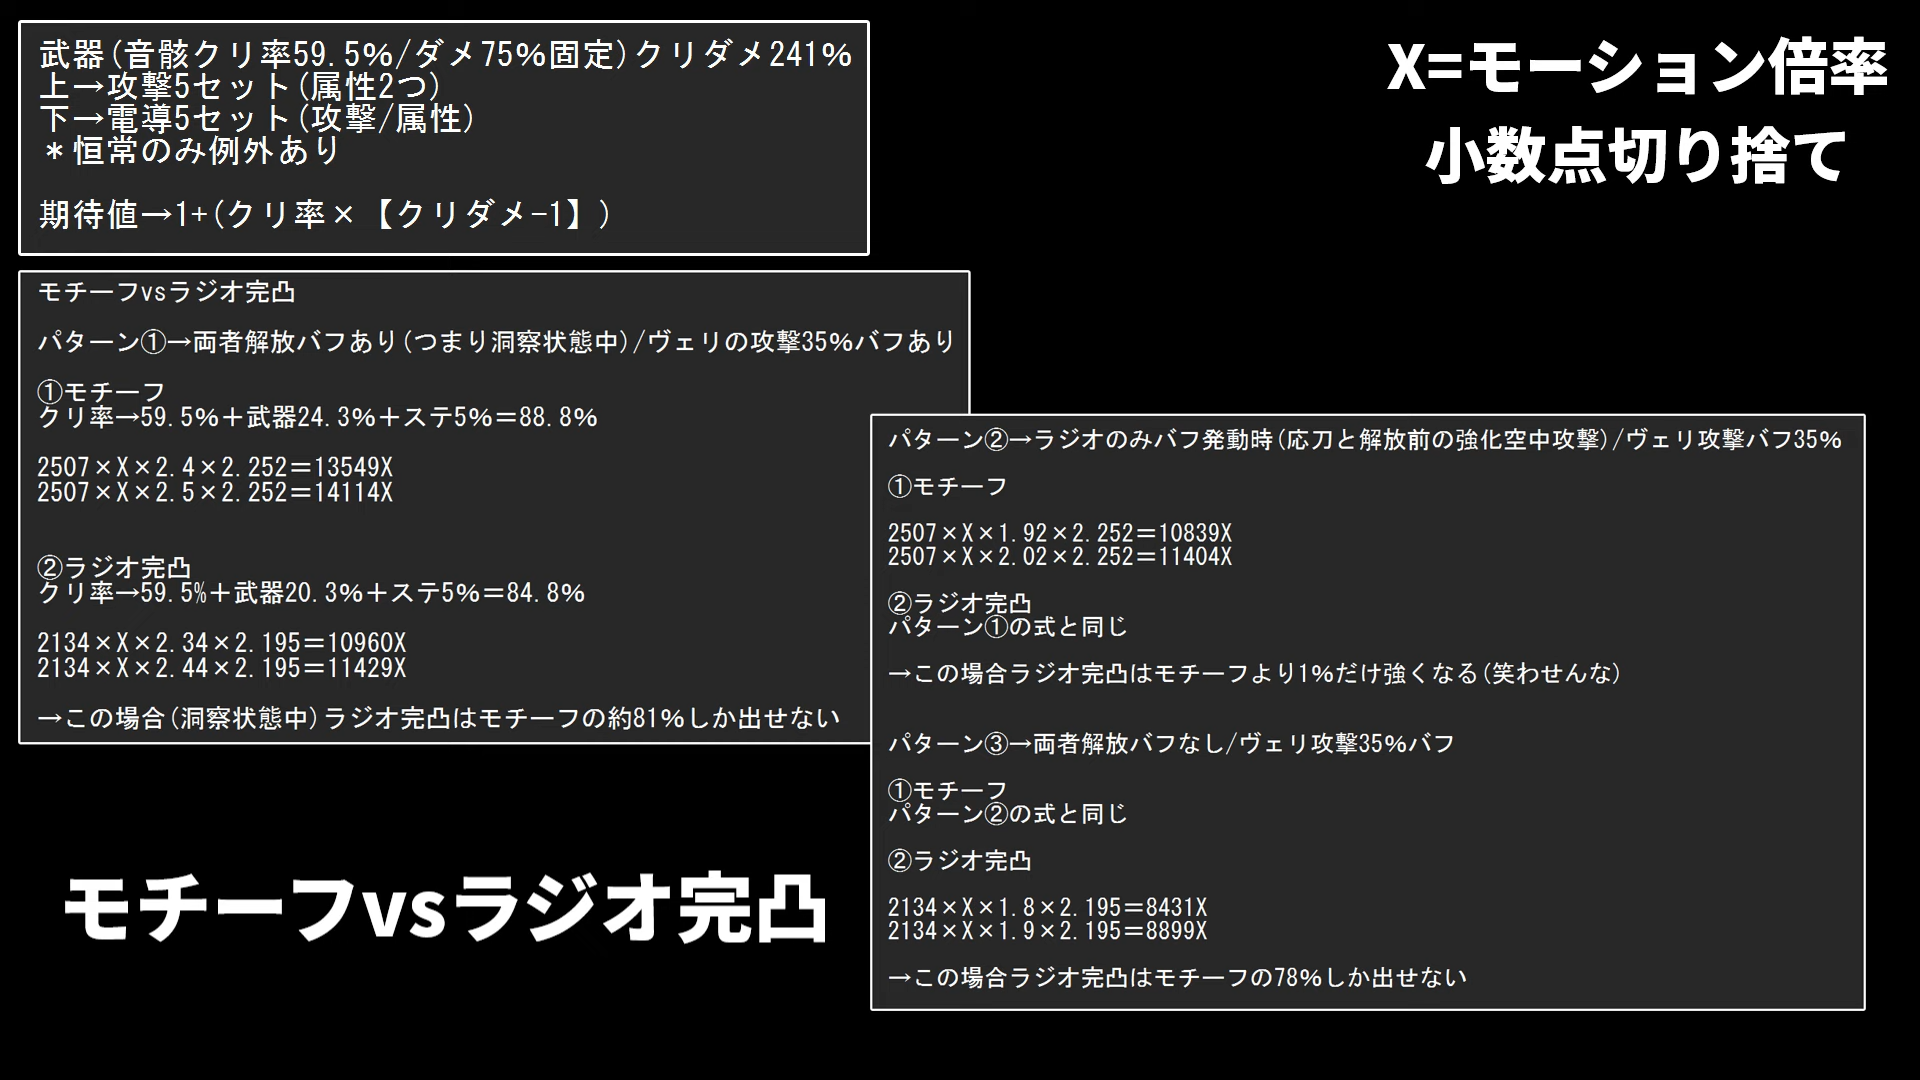 武器(音骸クリ率59.5%/ダメ75%固定)クリダメ241%
上→攻撃5セット(属性2つ)
下→電導5セット(攻撃/属性)
＊恒常のみ例外あり
期待値→1+(クリ率×【クリダメ-1】)
X=モーション倍率
小数点切り捨て
モチーフvsラジオ完凸
パターン①→両者解放バフあり(つまり洞察状態中)/ヴェリの攻撃35%バフあり
①モチーフ
クリ率→59.5%＋武器24.3%＋ステ5%＝88.8%
2507×X×2.4×2.252＝13549X
2507×X×2.5×2.252＝14114X
②ラジオ完凸
クリ率→59.5%＋武器20.3%＋ステ5%＝84.8%
2134×X×2.34×2.195＝10960X
2134×X×2.44×2.195＝11429X
→この場合(洞察状態中)ラジオ完凸はモチーフの約81%しか出せない
パターン②→ラジオのみバフ発動時(応刀と解放前の強化空中攻撃)/ヴェリ攻撃バフ35%
①モチーフ
2507×X×1.92×2.252＝10839X
2507×X×2.02×2.252＝11404X
②ラジオ完凸
パターン①の式と同じ
→この場合ラジオ完凸はモチーフより1%だけ強くなる(笑わせんな)
パターン③→両者解放バフなし/ヴェリ攻撃35%バフ
①モチーフ
パターン②の式と同じ
②ラジオ完凸
2134×X×1.8×2.195＝8431X
2134×X×1.9×2.195＝8899X
→この場合ラジオ完凸はモチーフの78%しか出せない
モチーフvsラジオ完凸